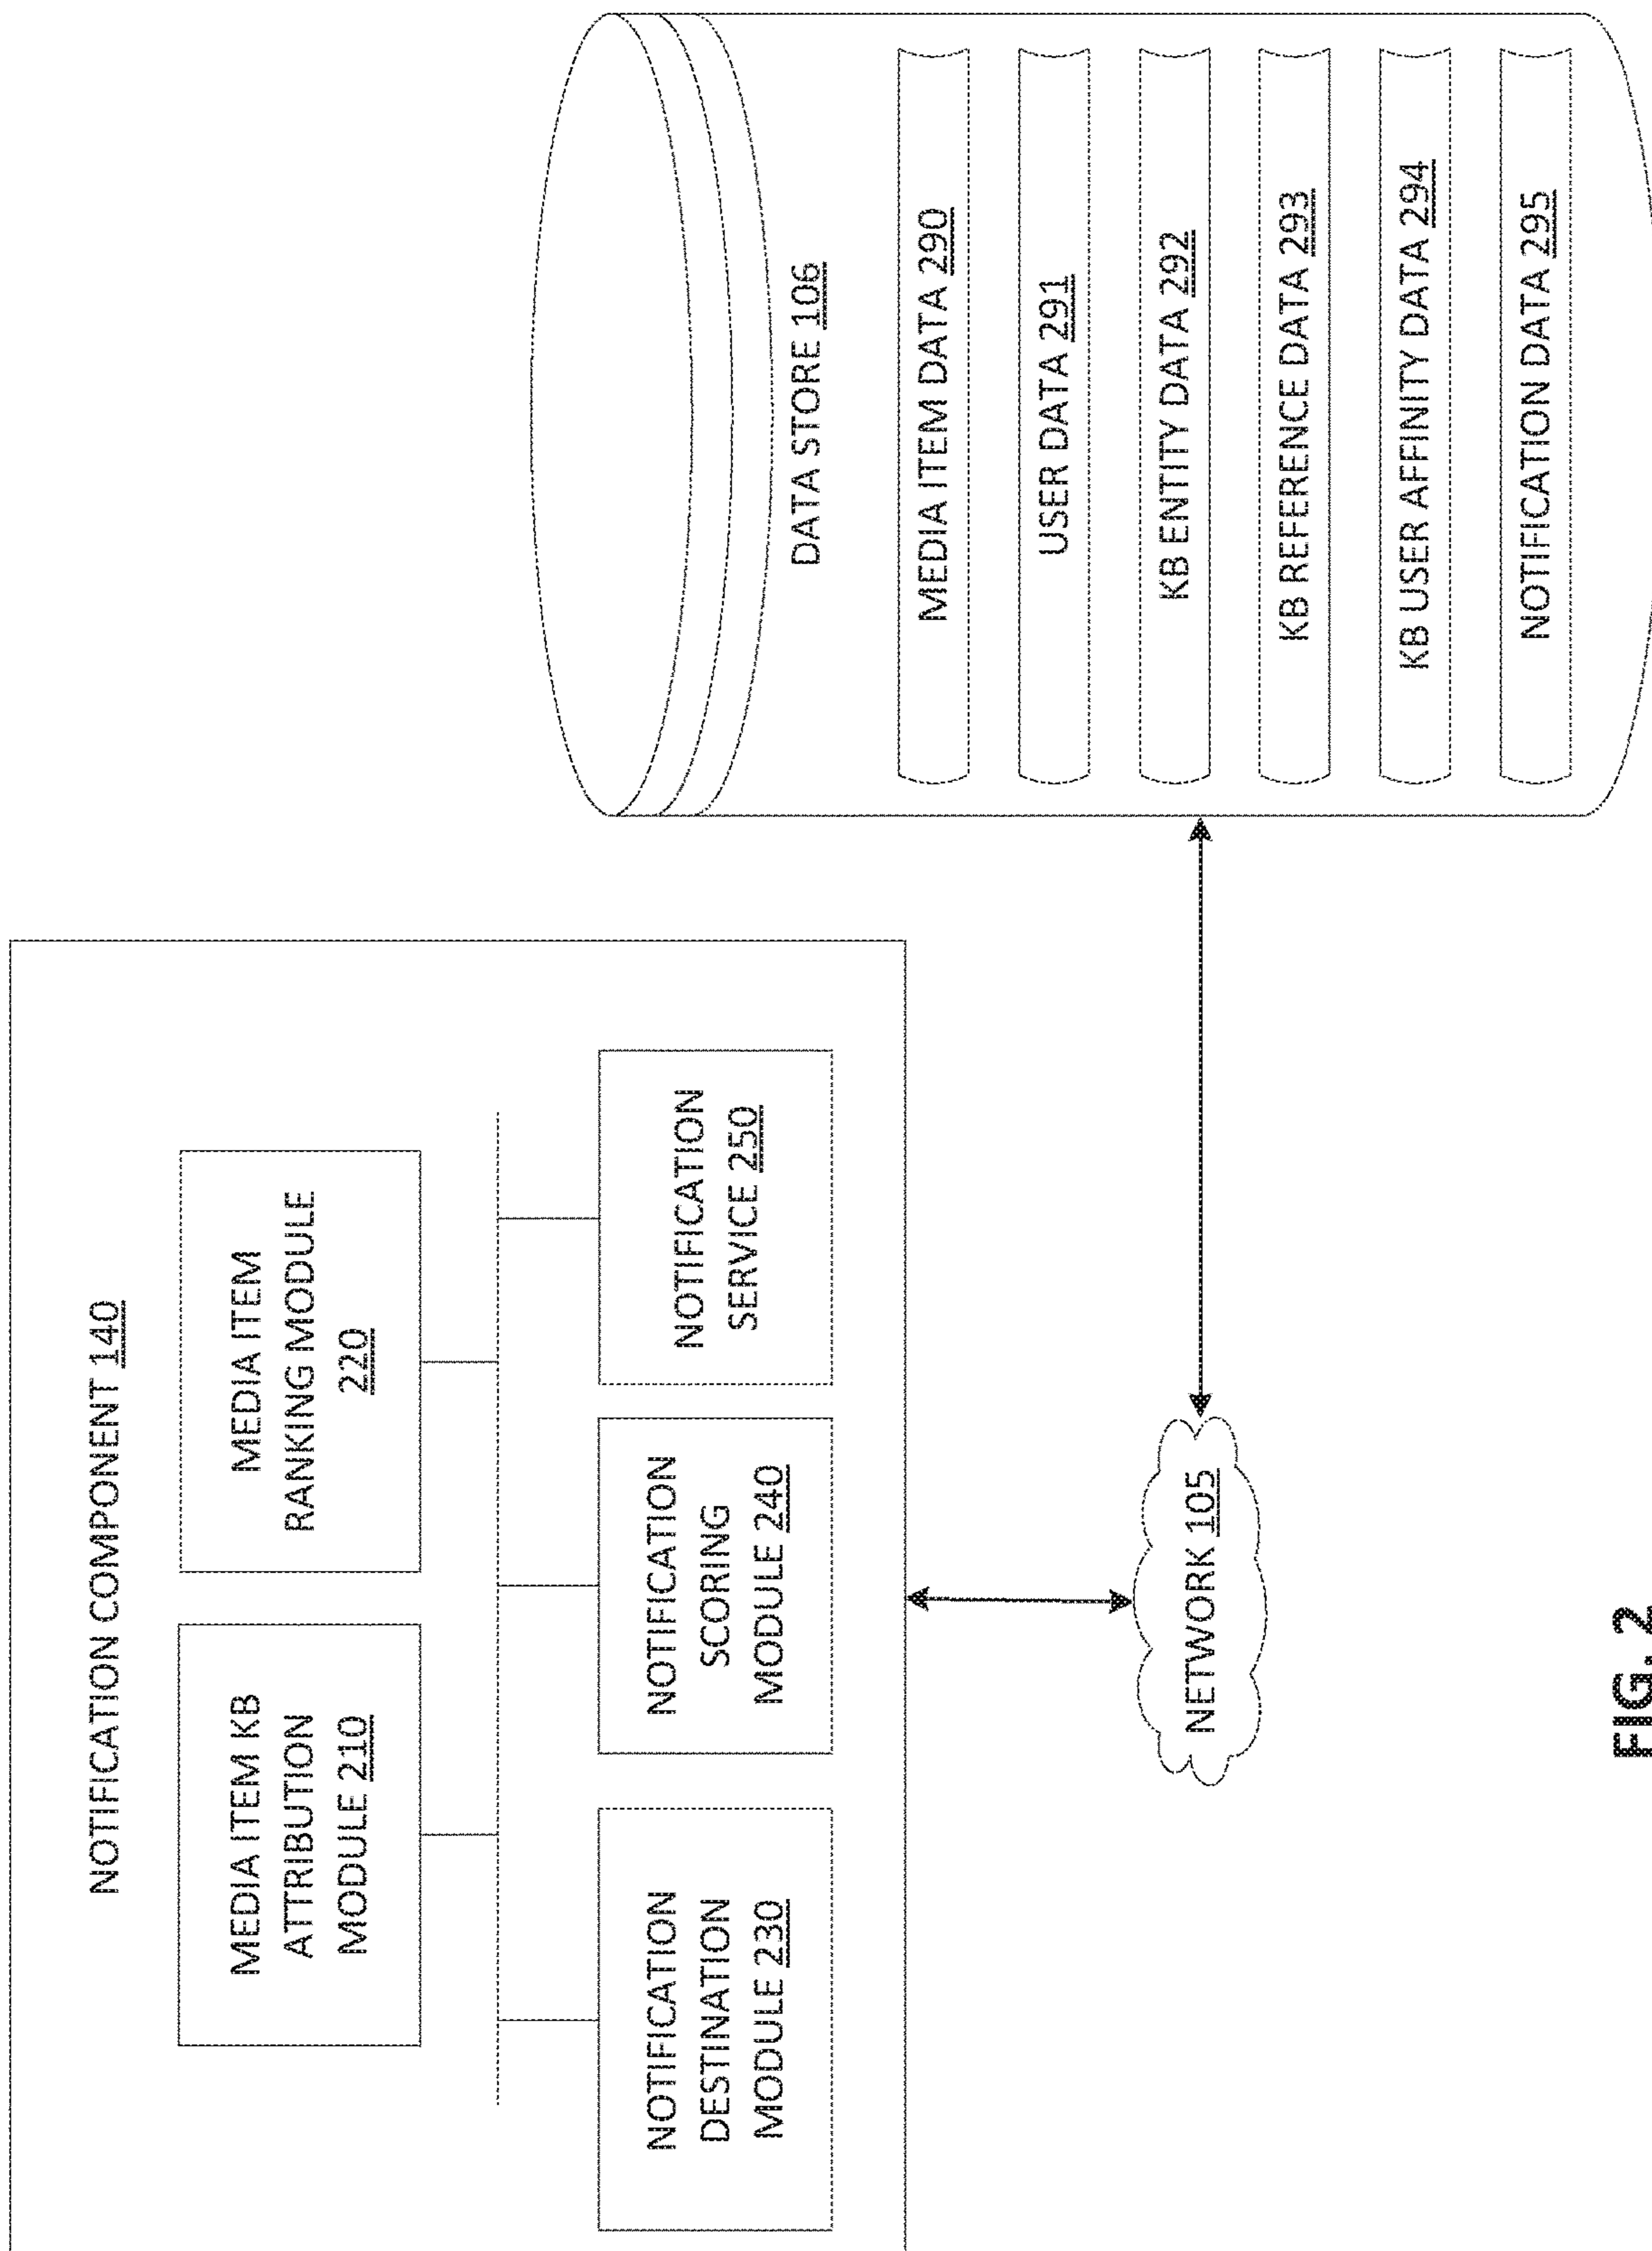 NOTIFICATION COMPONENT 140
MEDIA ITEM KB
ATTRIBUTION
MODULE 210
MEDIA ITEM
RANKING MODULE
220
NOTIFICATION
DESTINATION
MODULE 230
NOTIFICATION
SCORING
MODULE 240
NOTIFICATION
SERVICE 250
NETWORK 105
DATA STORE 106
MEDIA ITEM DATA 290
USER DATA 291
KB ENTITY DATA 292
KB REFERENCE DATA 293
KB USER AFFINITY DATA 294
NOTIFICATION DATA 295
FIG. 2